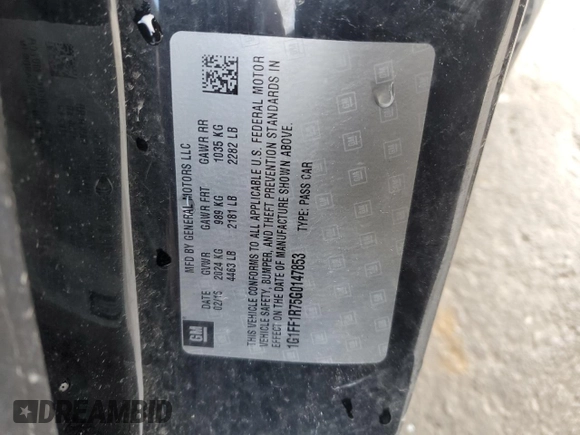 MFD BY GENERAL MOTORS LLC
DATE GVWR GAWR FRT GAWR RR
02/16 2024 KG 989 KG 1035 KG
4463 LB 2181 LB 2282 LB
THIS VEHICLE CONFORMS TO ALL APPLICABLE U.S. FEDERAL MOTOR
VEHICLE SAFETY, BUMPER, AND THEFT PREVENTION STANDARDS IN
EFFECT ON THE DATE OF MANUFACTURE SHOWN ABOVE.
1G1FF1R75G0147853 TYPE: PASS CAR
GM
DREAMBID